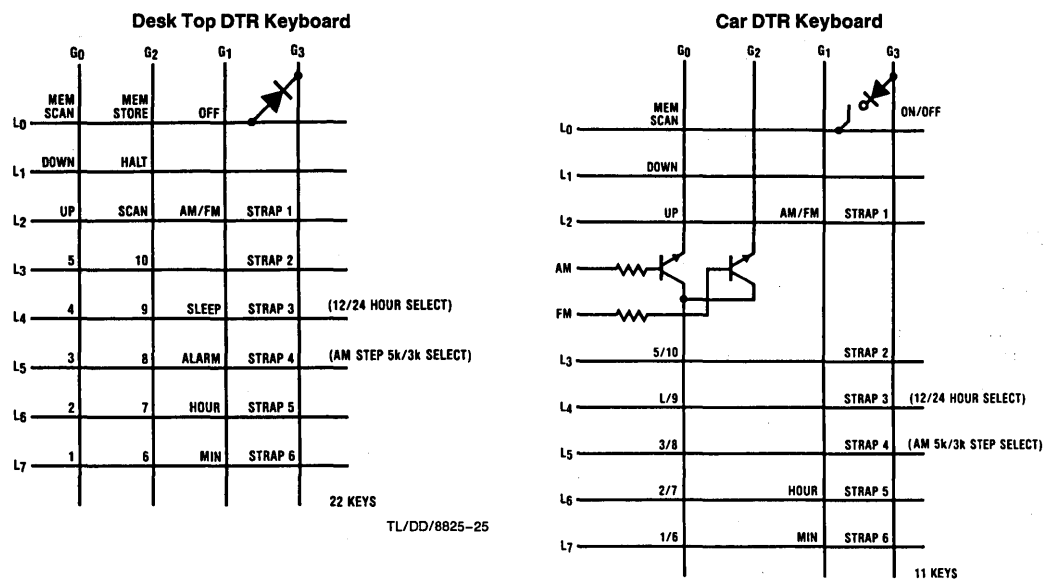 Desk Top DTR Keyboard
G0 G2 G1 G3
MEM SCAN MEM STORE OFF
L0
DOWN HALT
L1
UP SCAN AM/FM STRAP 1
L2
5 10 STRAP 2
L3
4 9 SLEEP STRAP 3 (12/24 HOUR SELECT)
L4
3 8 ALARM STRAP 4 (AM STEP 5k/3k SELECT)
L5
2 7 HOUR STRAP 5
L6
1 6 MIN STRAP 6
L7
22 KEYS
TL/DD/8825-25
Car DTR Keyboard
G0 G2 G1 G3
MEM SCAN ON/OFF
L0
DOWN
L1
UP AM/FM STRAP 1
L2
AM
FM
5/10 STRAP 2
L3
L/9 STRAP 3 (12/24 HOUR SELECT)
L4
3/8 STRAP 4 (AM 5k/3k STEP SELECT)
L5
2/7 HOUR STRAP 5
L6
1/6 MIN STRAP 6
L7
11 KEYS